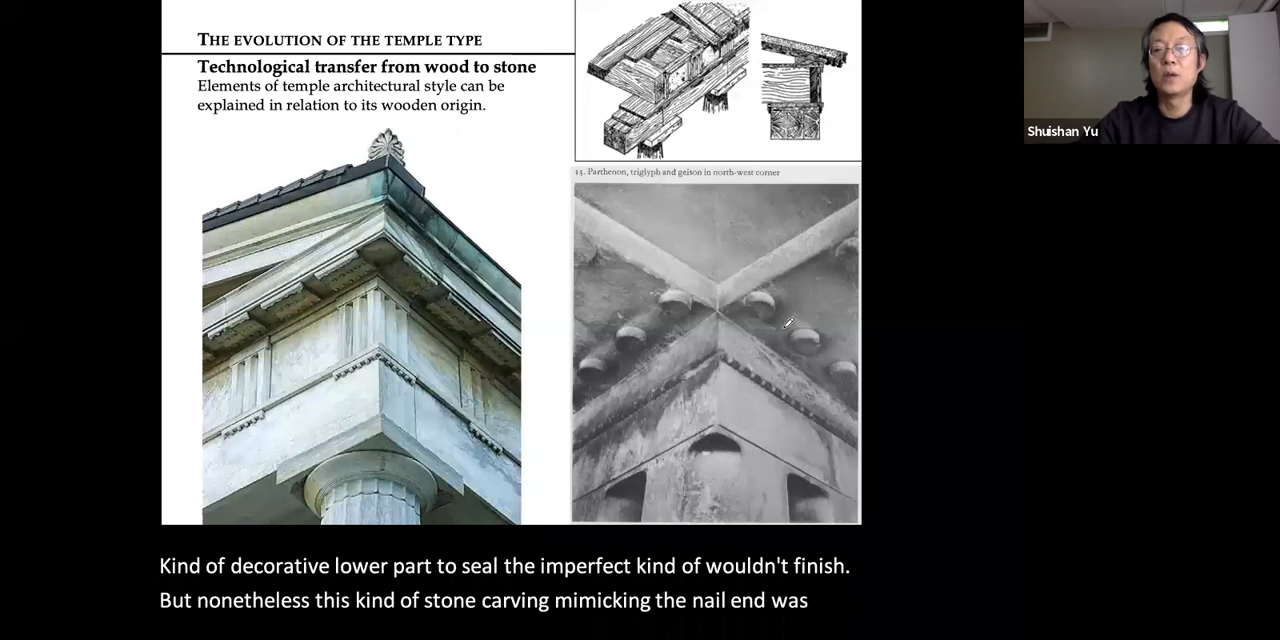 THE EVOLUTION OF THE TEMPLE TYPE
Technological transfer from wood to stone
Elements of temple architectural style can be
explained in relation to its wooden origin.
13. Parthenon, triglyph and geison in north-west corner
Shuishan Yu
Kind of decorative lower part to seal the imperfect kind of wouldn't finish.
But nonetheless this kind of stone carving mimicking the nail end was